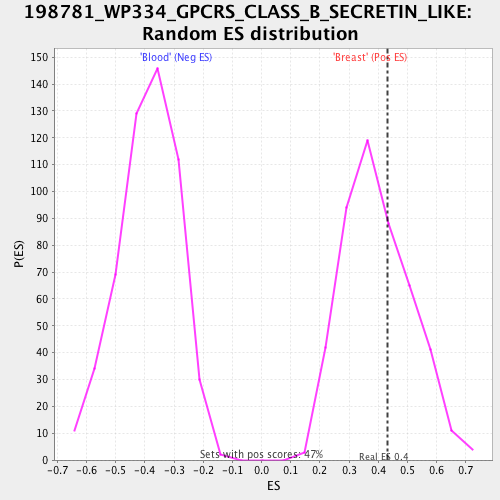 198781_WP334_GPCRS_CLASS_B_SECRETIN_LIKE:
Random ES distribution
'Blood' (Neg ES) 'Breast' (Pos ES)
150
140
130
120
110
100
90
80
70
60
50
40
30
20
10
0
P(ES)
Sets with pos scores: 47%
Real ES 0.4
-0.7 -0.6 -0.5 -0.4 -0.3 -0.2 -0.1 0.0 0.1 0.2 0.3 0.4 0.5 0.6 0.7
ES